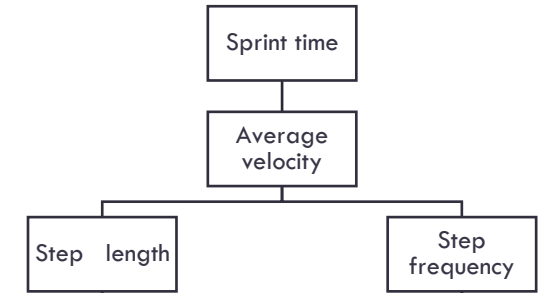 Sprint time
Average
velocity
Step length
Step
frequency